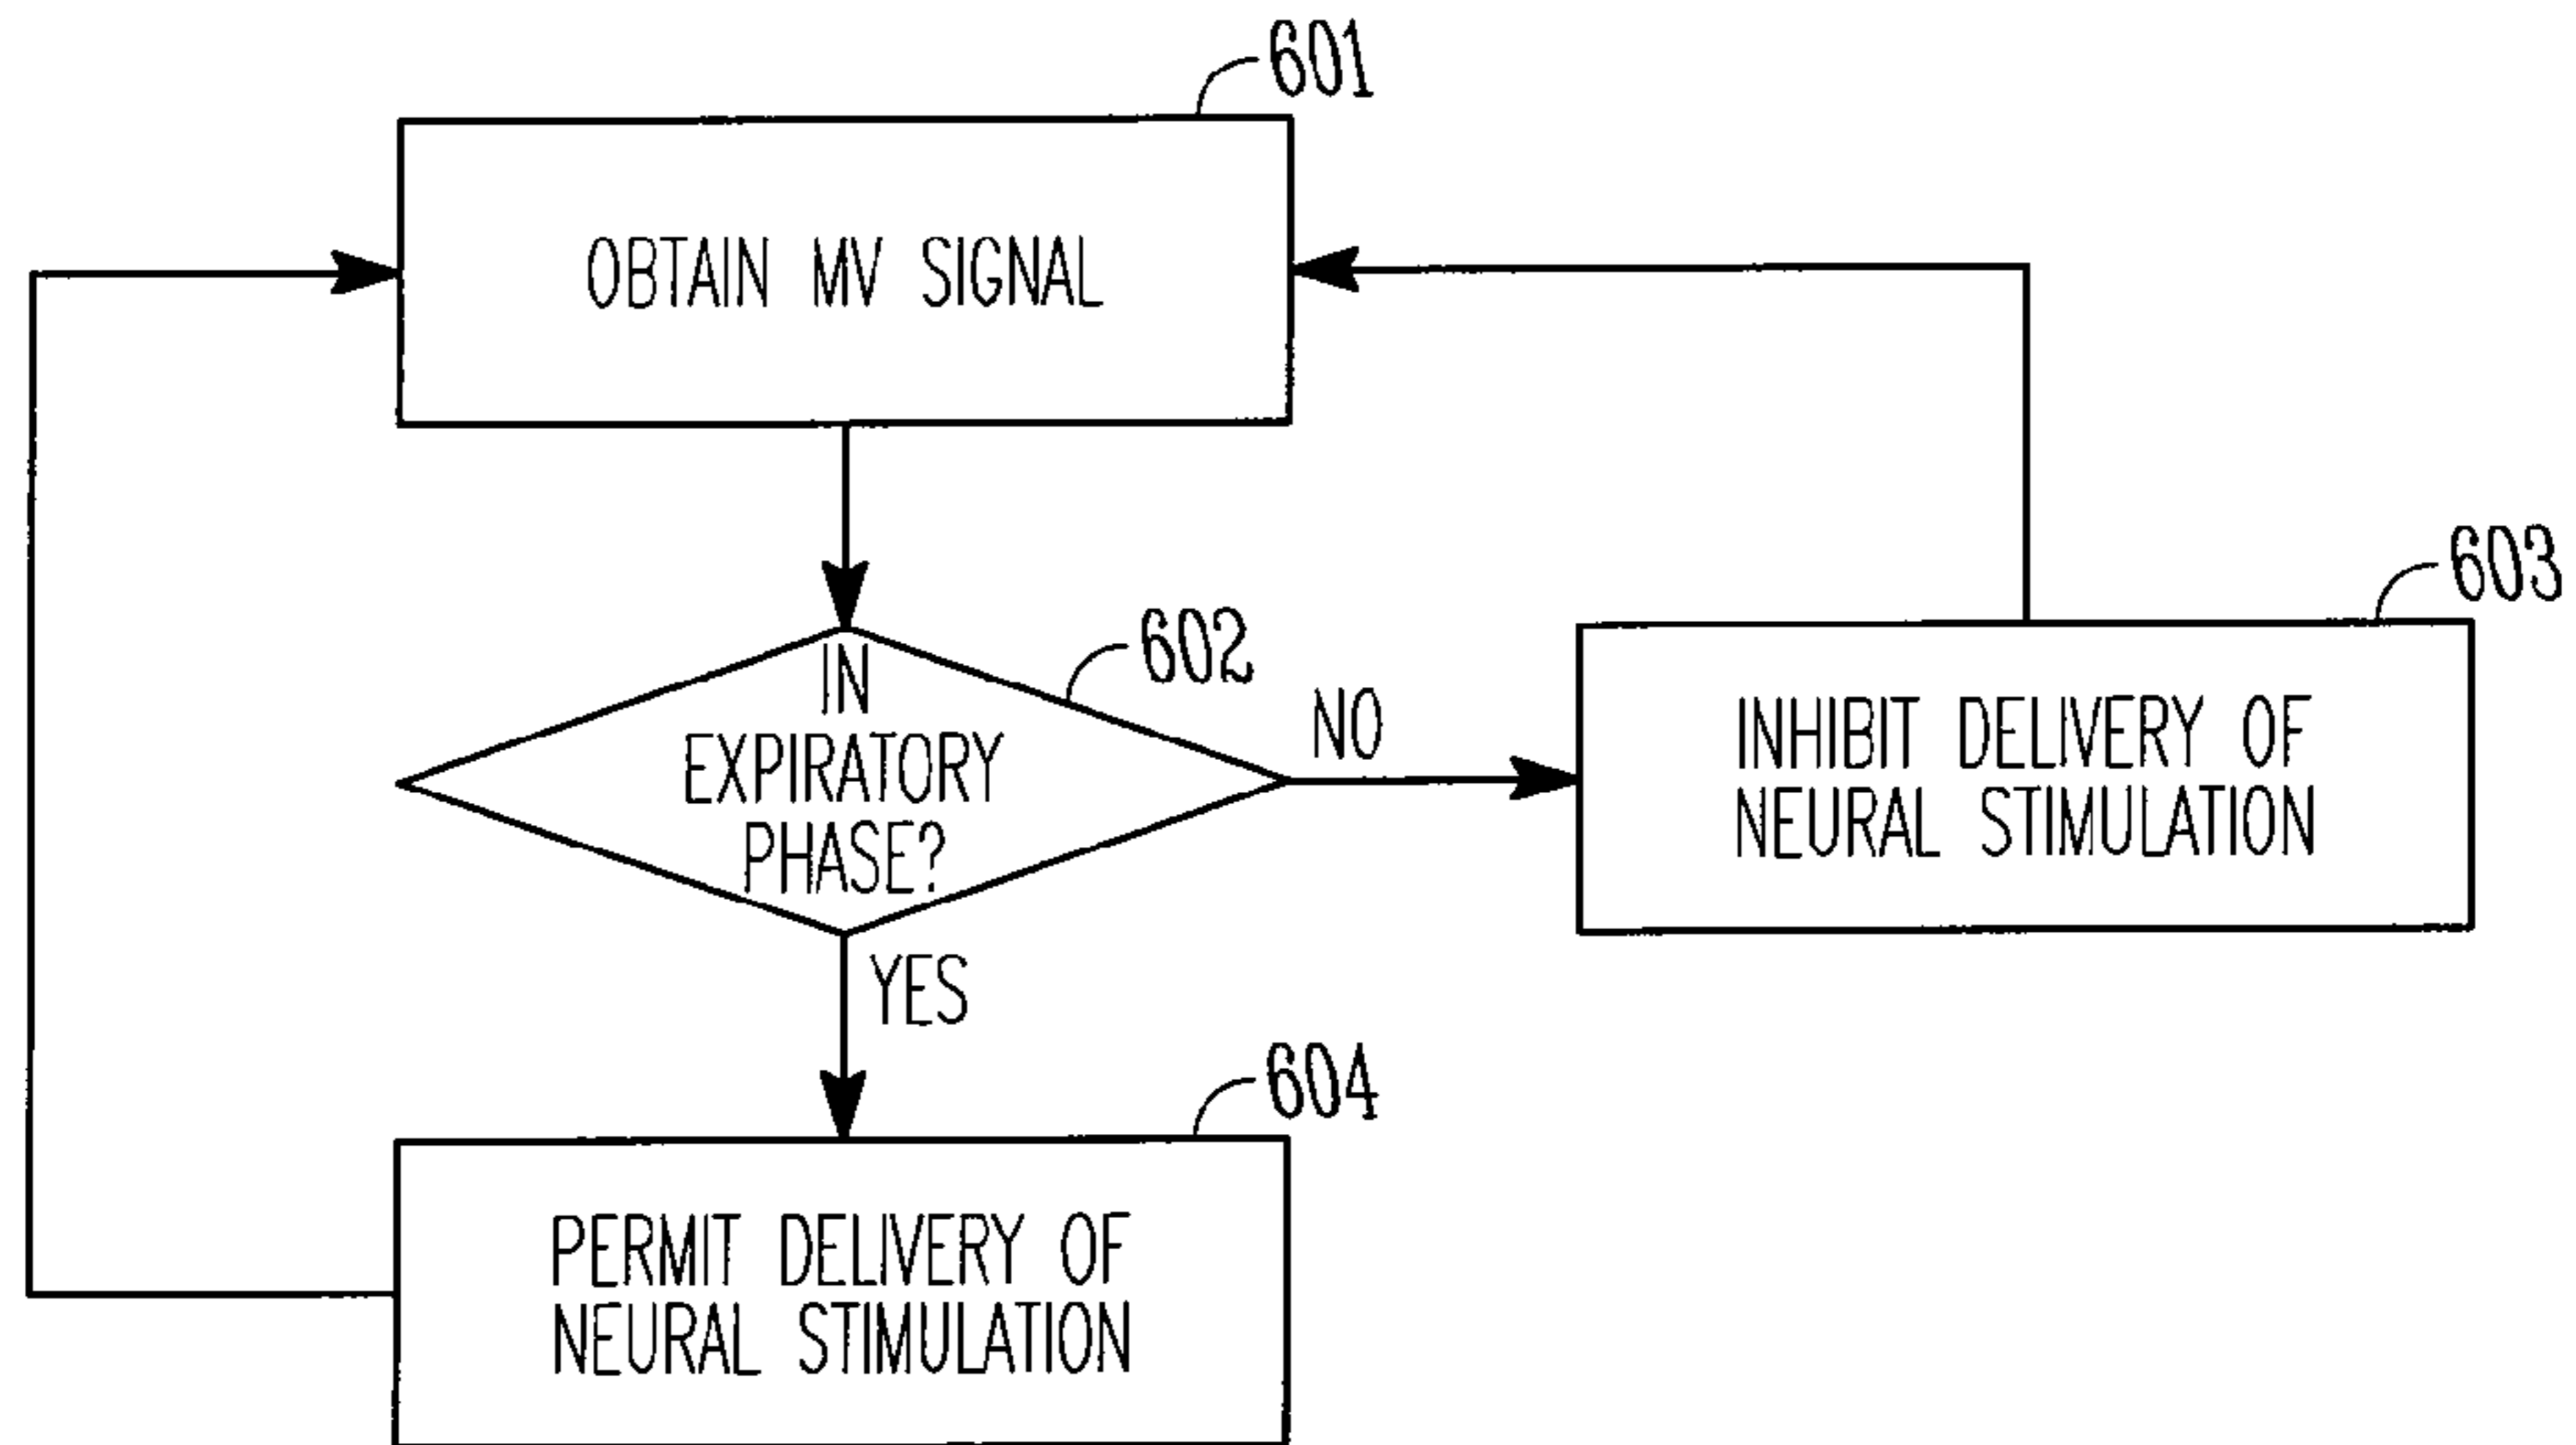 601
OBTAIN MV SIGNAL
602
IN
EXPIRATORY
PHASE?
NO
603
INHIBIT DELIVERY OF
NEURAL STIMULATION
YES
604
PERMIT DELIVERY OF
NEURAL STIMULATION